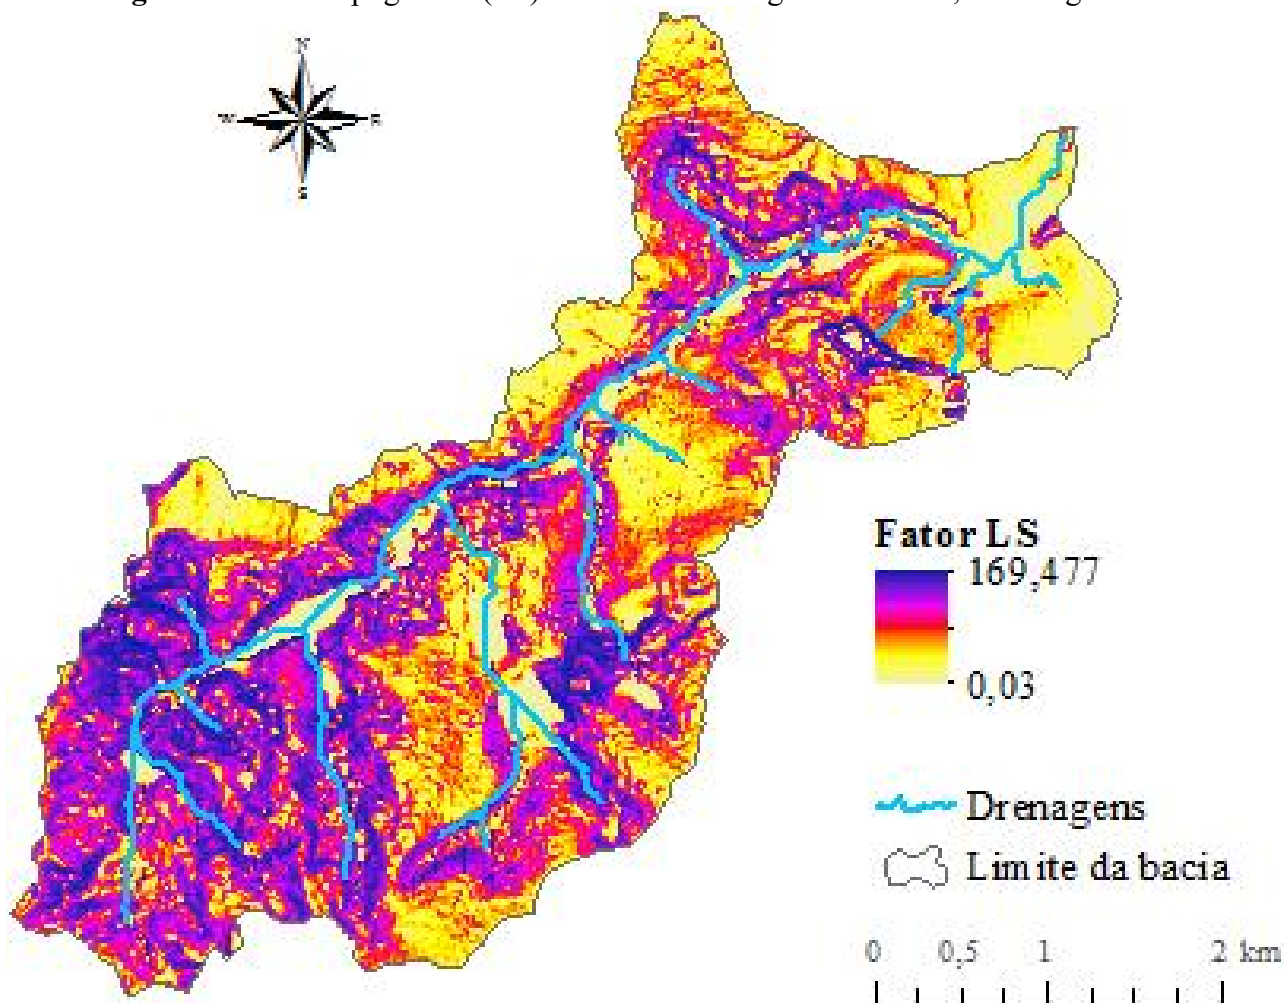 N
W
S
Fator LS
169,477
0,03
Drenagens
Limite da bacia
0 0,5 1 2 km